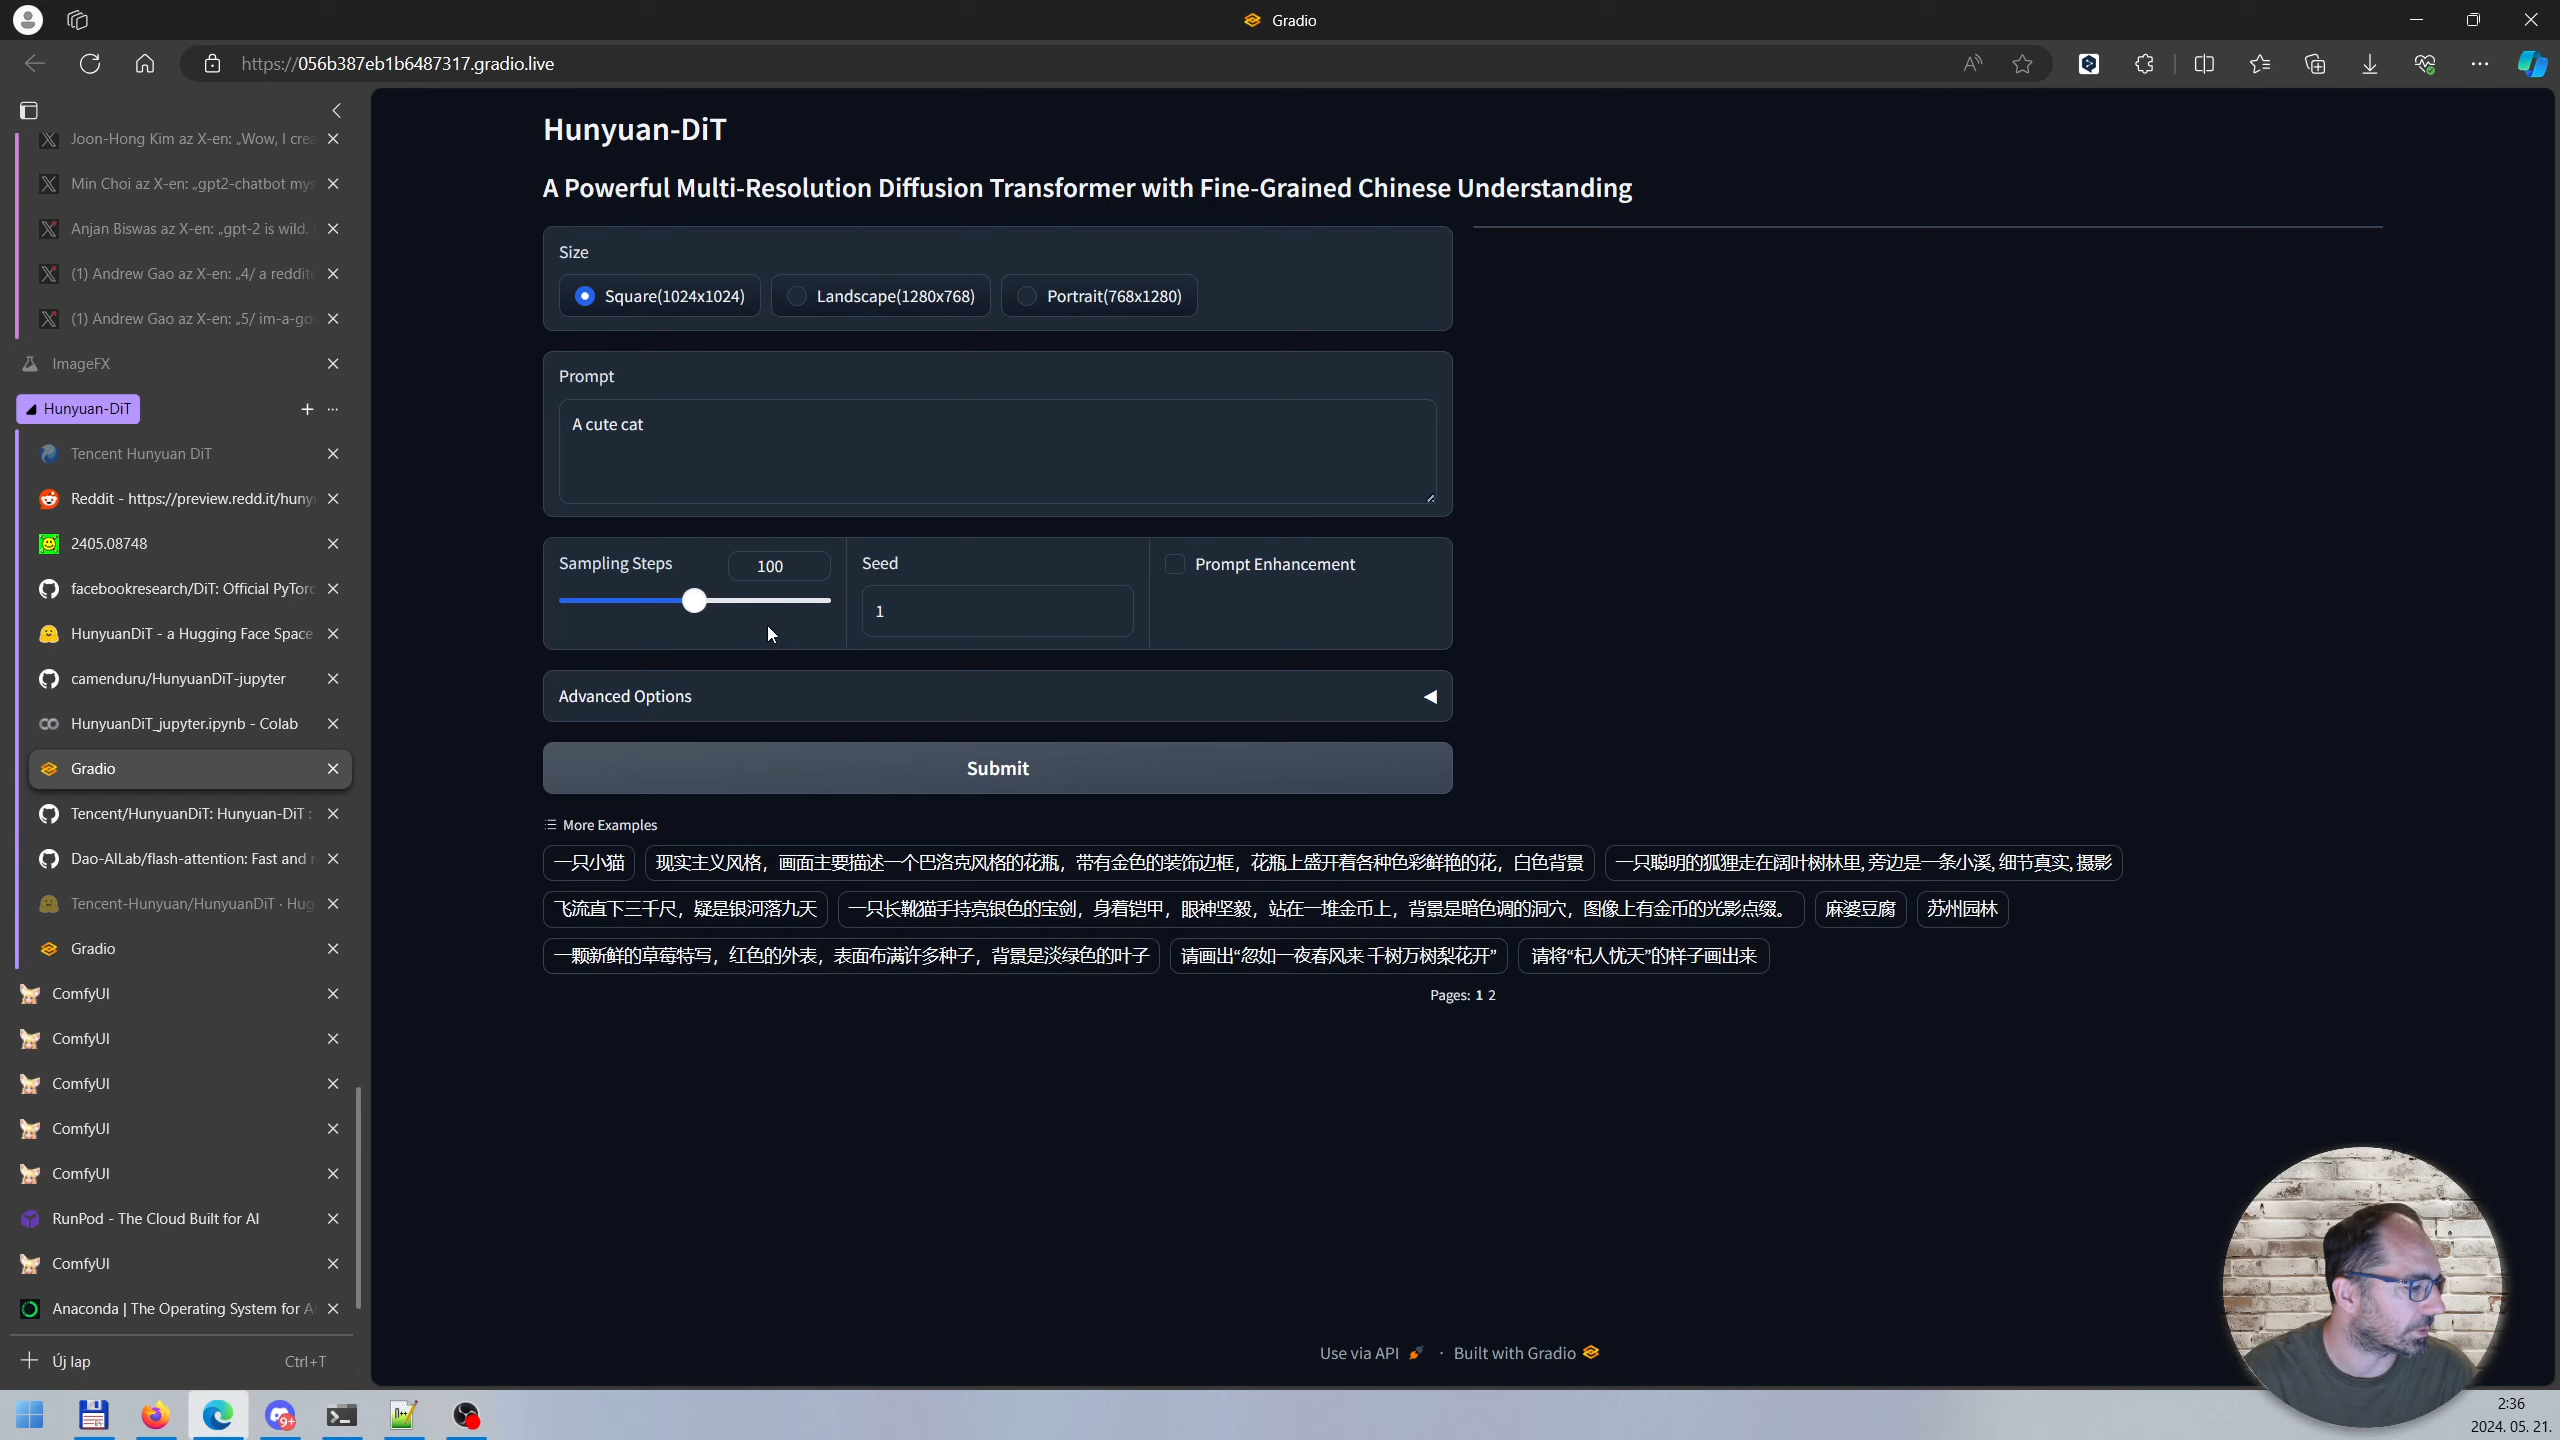 Gradio
https://056b387eb1b6487317.gradio.live
Joon-Hong Kim az X-en: „Wow, I crea
Min Choi az X-en: „gpt2-chatbot mys
Anjan Biswas az X-en: „gpt-2 is wild.
(1) Andrew Gao az X-en: „4/ a reddito
(1) Andrew Gao az X-en: „5/ im-a-go
ImageFX
Hunyuan-DiT
Tencent Hunyuan DiT
Reddit - https://preview.redd.it/huny
2405.08748
facebookresearch/DiT: Official PyTorc
HunyuanDiT - a Hugging Face Space
camenduru/HunyuanDiT-jupyter
HunyuanDiT_jupyter.ipynb - Colab
Gradio
Tencent/HunyuanDiT: Hunyuan-DiT :
Dao-AILab/flash-attention: Fast and
Tencent-Hunyuan/HunyuanDiT · Hug
Gradio
ComfyUI
ComfyUI
ComfyUI
ComfyUI
ComfyUI
RunPod - The Cloud Built for AI
ComfyUI
Anaconda | The Operating System for A
Új lap Ctrl+T
Hunyuan-DiT
A Powerful Multi-Resolution Diffusion Transformer with Fine-Grained Chinese Understanding
Size
Square(1024x1024) Landscape(1280x768) Portrait(768x1280)
Prompt
A cute cat
Sampling Steps 100 Seed Prompt Enhancement
1
Advanced Options
Submit
More Examples
一只小猫 现实主义风格，画面主要描述一个巴洛克风格的花瓶，带有金色的装饰边框，花瓶上盛开着各种色彩鲜艳的花，白色背景 一只聪明的狐狸走在阔叶树林里, 旁边是一条小溪, 细节真实, 摄影
飞流直下三千尺，疑是银河落九天 一只长靴猫手持亮银色的宝剑，身着铠甲，眼神坚毅，站在一堆金币上，背景是暗色调的洞穴，图像上有金币的光影点缀。 麻婆豆腐 苏州园林
一颗新鲜的草莓特写，红色的外表，表面布满许多种子，背景是淡绿色的叶子 请画出“忽如一夜春风来 千树万树梨花开” 请将“杞人忧天”的样子画出来
Pages: 1 2
Use via API · Built with Gradio
9+
2:36
2024. 05. 21.